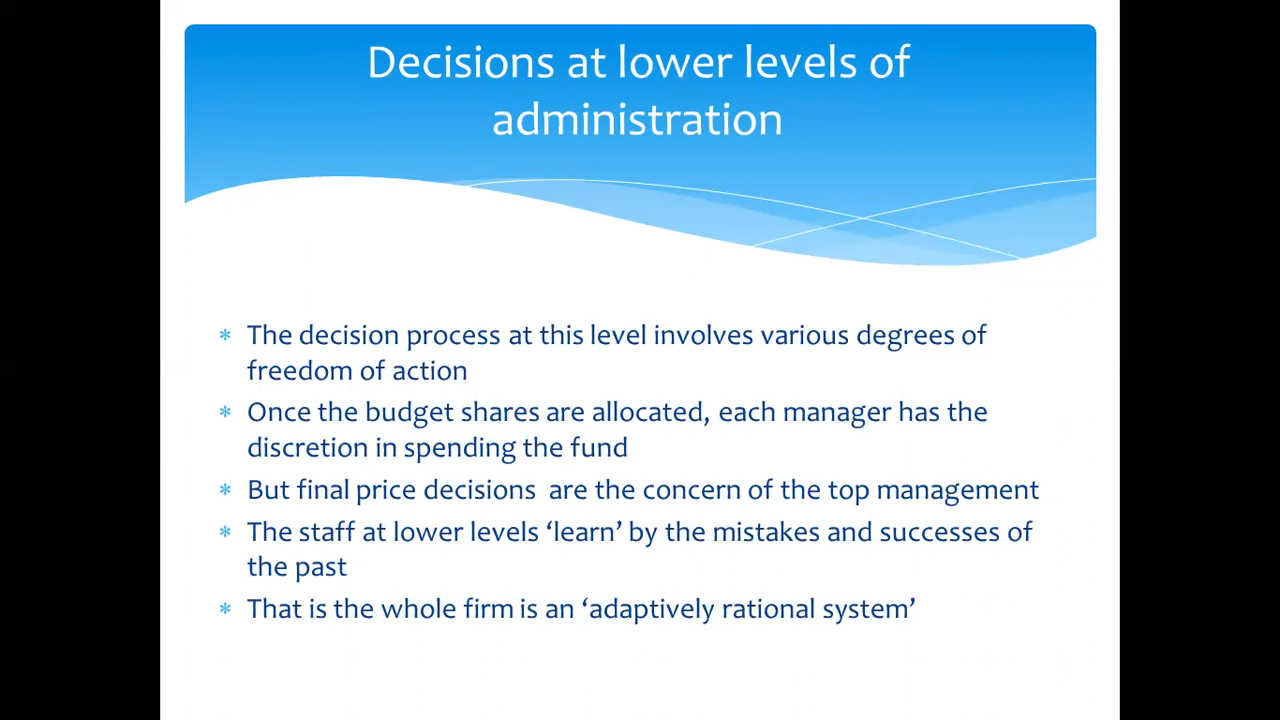 Decisions at lower levels of
administration
* The decision process at this level involves various degrees of
freedom of action
* Once the budget shares are allocated, each manager has the
discretion in spending the fund
* But final price decisions  are the concern of the top management
* The staff at lower levels ‘learn’ by the mistakes and successes of
the past
* That is the whole firm is an ‘adaptively rational system’